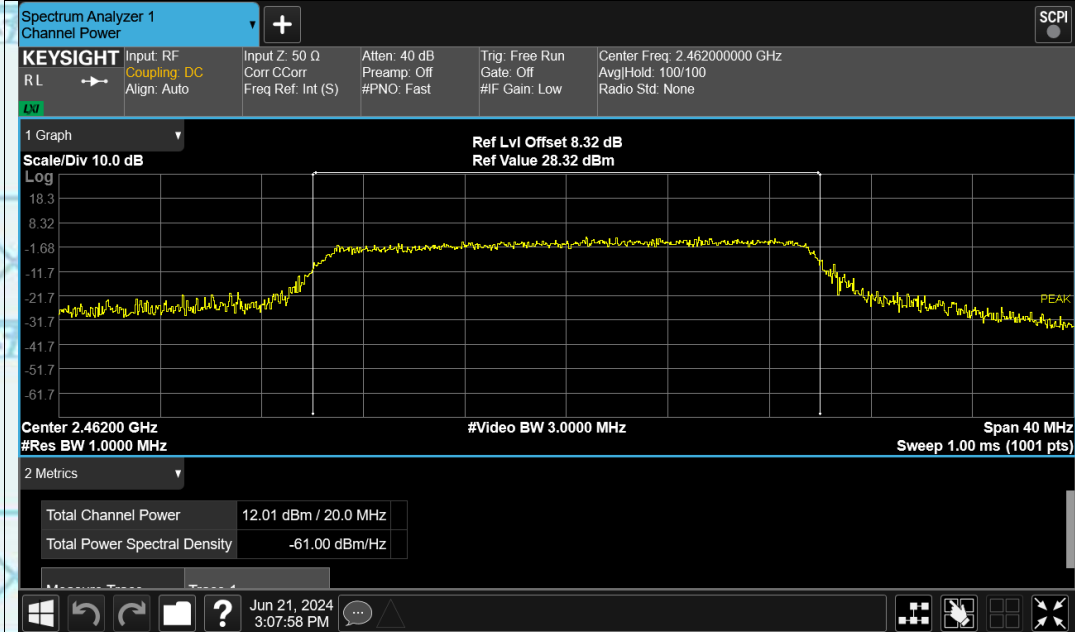 Spectrum Analyzer 1
Channel Power
+
SCPI
KEYSIGHT
R L
LXI
Input: RF
Coupling: DC
Align: Auto
Input Z: 50 Ω
Corr CCorr
Freq Ref: Int (S)
Atten: 40 dB
Preamp: Off
#PNO: Fast
Trig: Free Run
Gate: Off
#IF Gain: Low
Center Freq: 2.462000000 GHz
Avg|Hold: 100/100
Radio Std: None
1 Graph
Scale/Div 10.0 dB
Ref Lvl Offset 8.32 dB
Ref Value 28.32 dBm
Log
18.3
8.32
-1.68
-11.7
-21.7
-31.7
-41.7
-51.7
-61.7
PEAK
Center 2.46200 GHz
#Res BW 1.0000 MHz
#Video BW 3.0000 MHz
Span 40 MHz
Sweep 1.00 ms (1001 pts)
2 Metrics
Total Channel Power 12.01 dBm / 20.0 MHz
Total Power Spectral Density -61.00 dBm/Hz
?
Jun 21, 2024
3:07:58 PM